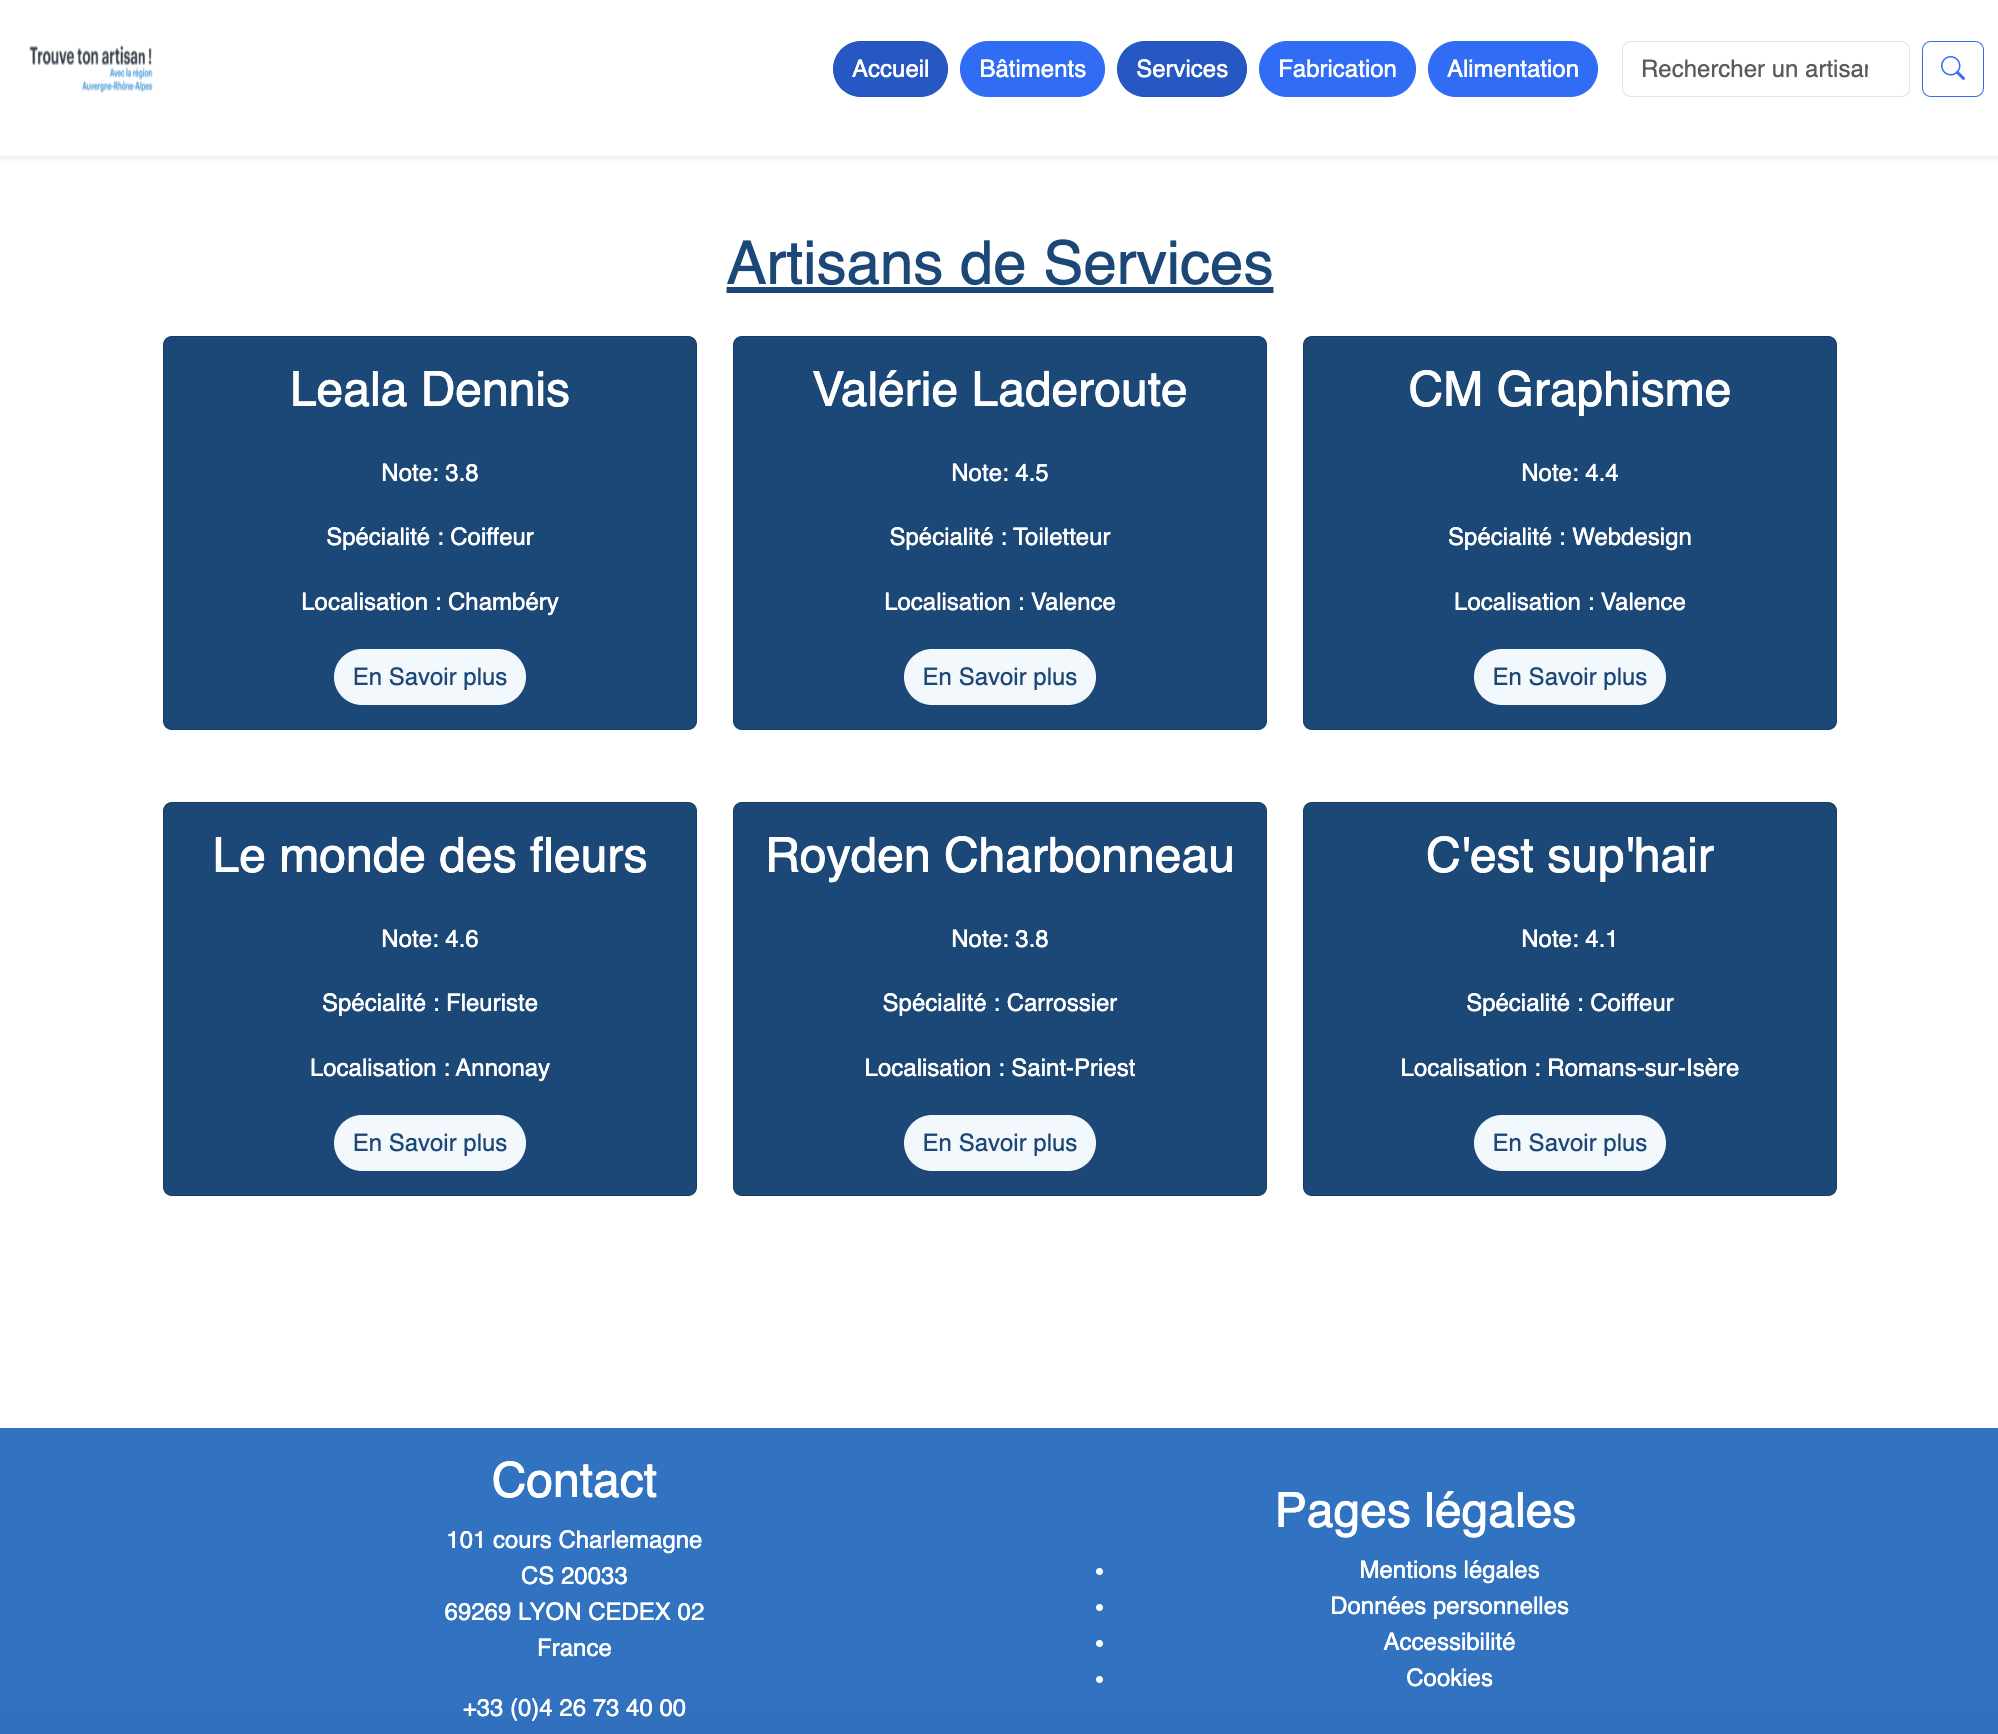 Trouve ton artisan !
Avec la région
Auvergne-Rhône-Alpes
Accueil
Bâtiments
Services
Fabrication
Alimentation
Rechercher un artisan
Artisans de Services
Leala Dennis
Note: 3.8
Spécialité : Coiffeur
Localisation : Chambéry
En Savoir plus
Valérie Laderoute
Note: 4.5
Spécialité : Toiletteur
Localisation : Valence
En Savoir plus
CM Graphisme
Note: 4.4
Spécialité : Webdesign
Localisation : Valence
En Savoir plus
Le monde des fleurs
Note: 4.6
Spécialité : Fleuriste
Localisation : Annonay
En Savoir plus
Royden Charbonneau
Note: 3.8
Spécialité : Carrossier
Localisation : Saint-Priest
En Savoir plus
C'est sup'hair
Note: 4.1
Spécialité : Coiffeur
Localisation : Romans-sur-Isère
En Savoir plus
Contact
101 cours Charlemagne
CS 20033
69269 LYON CEDEX 02
France
+33 (0)4 26 73 40 00
Pages légales
Mentions légales
Données personnelles
Accessibilité
Cookies